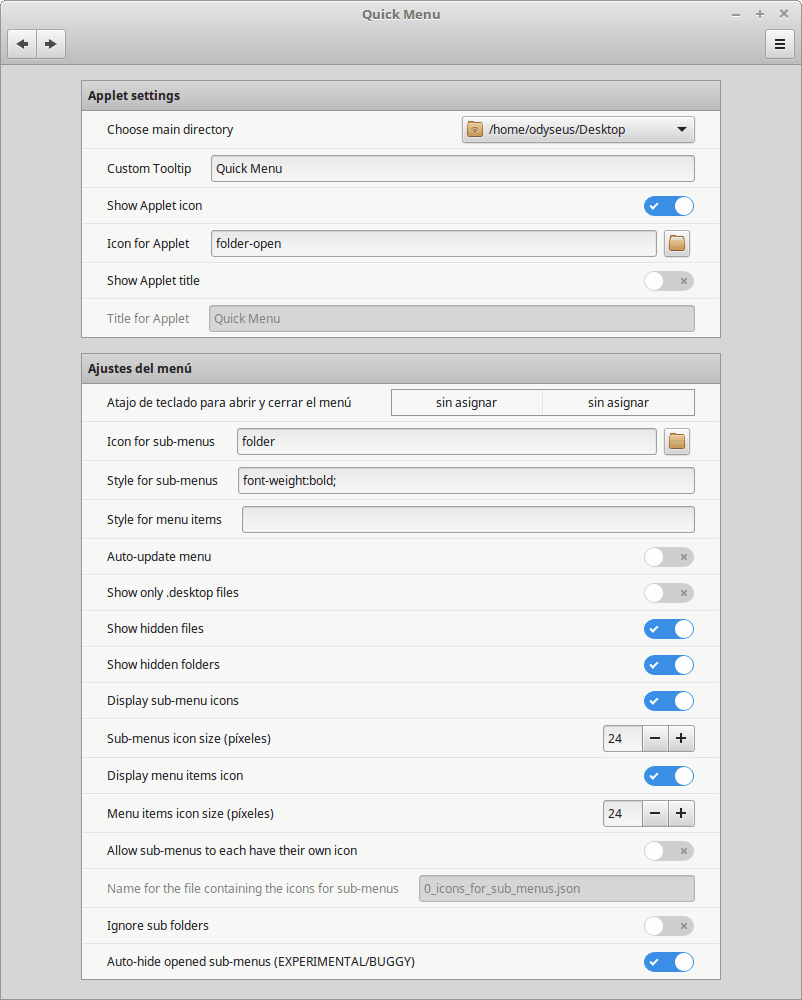 Quick Menu
Applet settings
Choose main directory /home/odyseus/Desktop
Custom Tooltip Quick Menu
Show Applet icon
Icon for Applet folder-open
Show Applet title
Title for Applet Quick Menu
Ajustes del menú
Atajo de teclado para abrir y cerrar el menú sin asignar sin asignar
Icon for sub-menus folder
Style for sub-menus font-weight:bold;
Style for menu items
Auto-update menu
Show only .desktop files
Show hidden files
Show hidden folders
Display sub-menu icons
Sub-menus icon size (píxeles) 24
Display menu items icon
Menu items icon size (píxeles) 24
Allow sub-menus to each have their own icon
Name for the file containing the icons for sub-menus 0_icons_for_sub_menus.json
Ignore sub folders
Auto-hide opened sub-menus (EXPERIMENTAL/BUGGY)